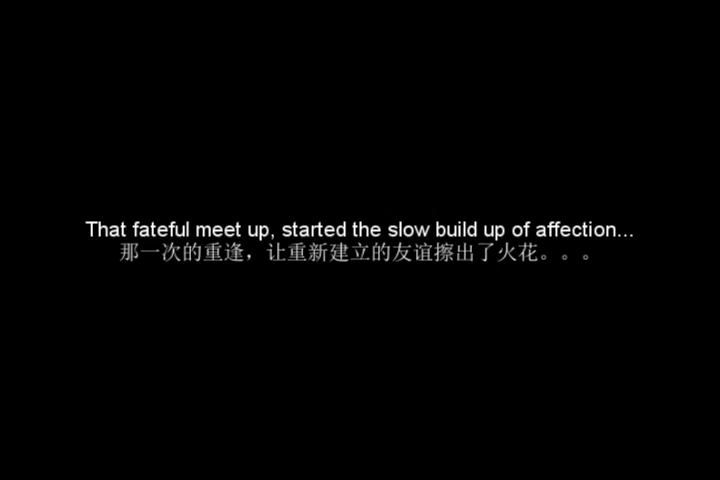 That fateful meet up, started the slow build up of affection...
那一次的重逢，让重新建立的友谊擦出了火花。。。